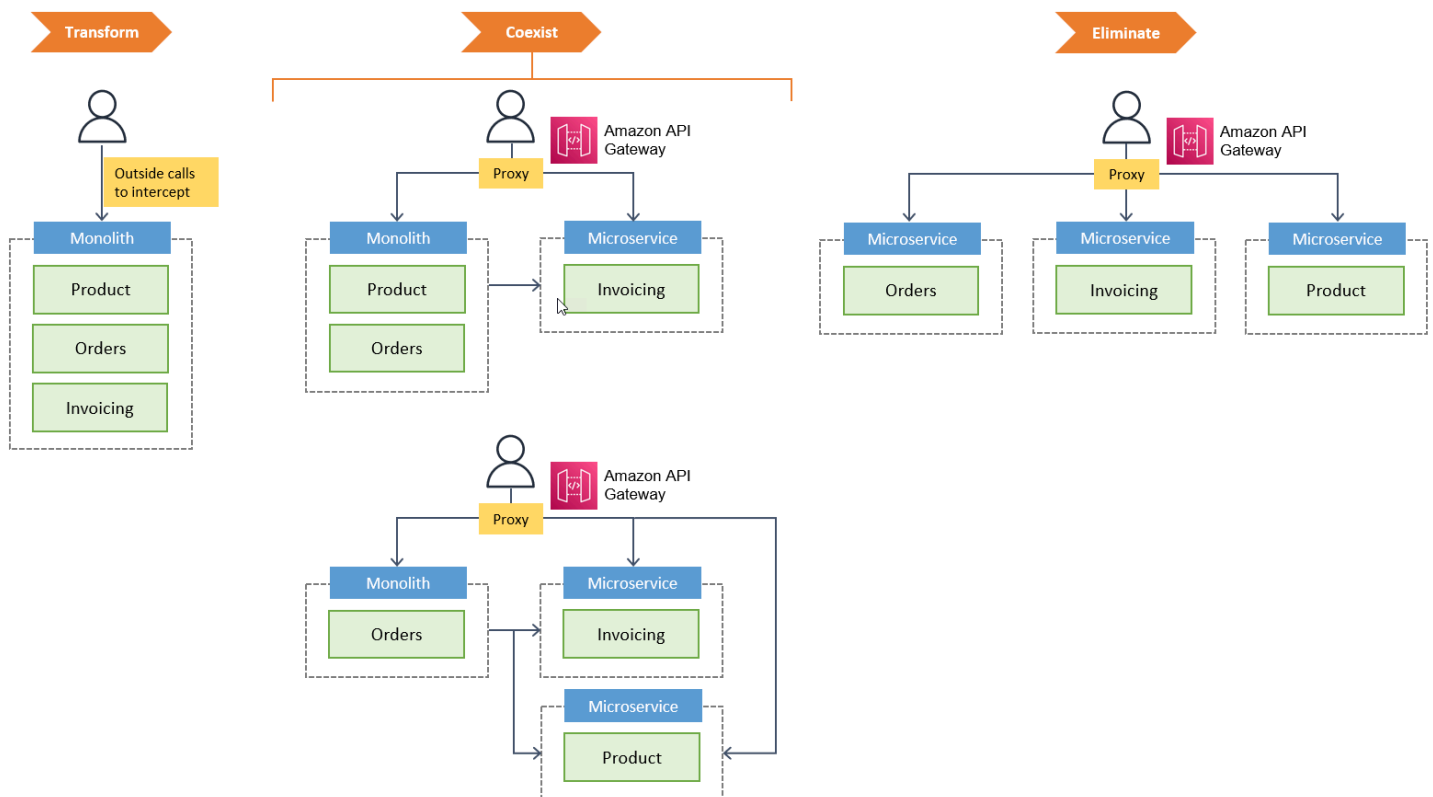 Transform
Outside calls
to intercept
Monolith
Product
Orders
Invoicing
Coexist
Amazon API
Gateway
Proxy
Monolith
Product
Orders
Microservice
Invoicing
Amazon API
Gateway
Proxy
Monolith
Orders
Microservice
Invoicing
Microservice
Product
Eliminate
Amazon API
Gateway
Proxy
Microservice
Orders
Microservice
Invoicing
Microservice
Product